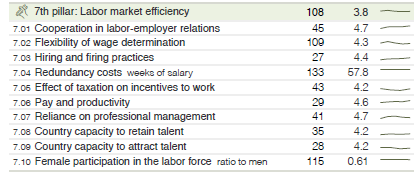 7th pillar: Labor market efficiency 108 3.8
7.01 Cooperation in labor-employer relations 45 4.7
7.02 Flexibility of wage determination 109 4.3
7.03 Hiring and firing practices 27 4.4
7.04 Redundancy costs weeks of salary 133 57.8
7.05 Effect of taxation on incentives to work 43 4.2
7.06 Pay and productivity 29 4.6
7.07 Reliance on professional management 41 4.7
7.08 Country capacity to retain talent 35 4.2
7.09 Country capacity to attract talent 28 4.2
7.10 Female participation in the labor force ratio to men 115 0.61